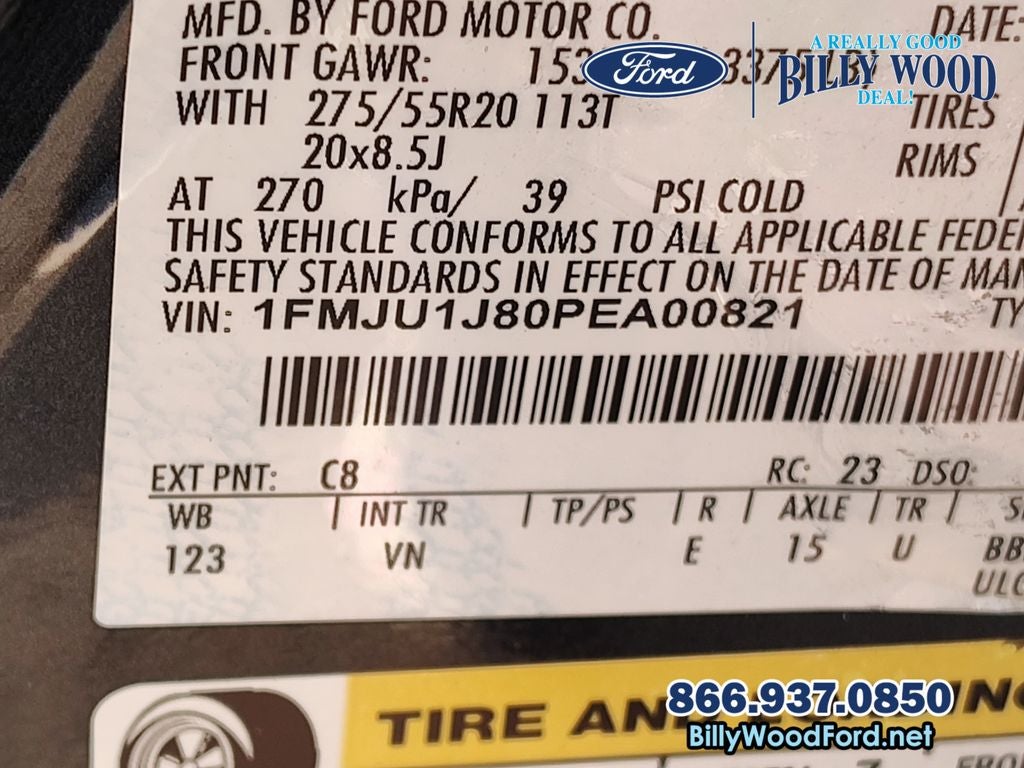 MFD. BY FORD MOTOR CO.
DATE:
FRONT GAWR:
WITH 275/55R20 113T TIRES
20x8.5J RIMS
AT 270 kPa/ 39 PSI COLD
THIS VEHICLE CONFORMS TO ALL APPLICABLE
SAFETY STANDARDS IN EFFECT ON THE DATE OF
VIN: 1FMJU1J80PEA00821
EXT PNT: C8 RC: 23 DSO:
WB | INT TR | TP/PS | R | AXLE | TR |
123 VN E 15 U BB
ULC
TIRE
Ford
A REALLY GOOD
BILLY WOOD
DEAL!
866.937.0850
BillyWoodFord.net